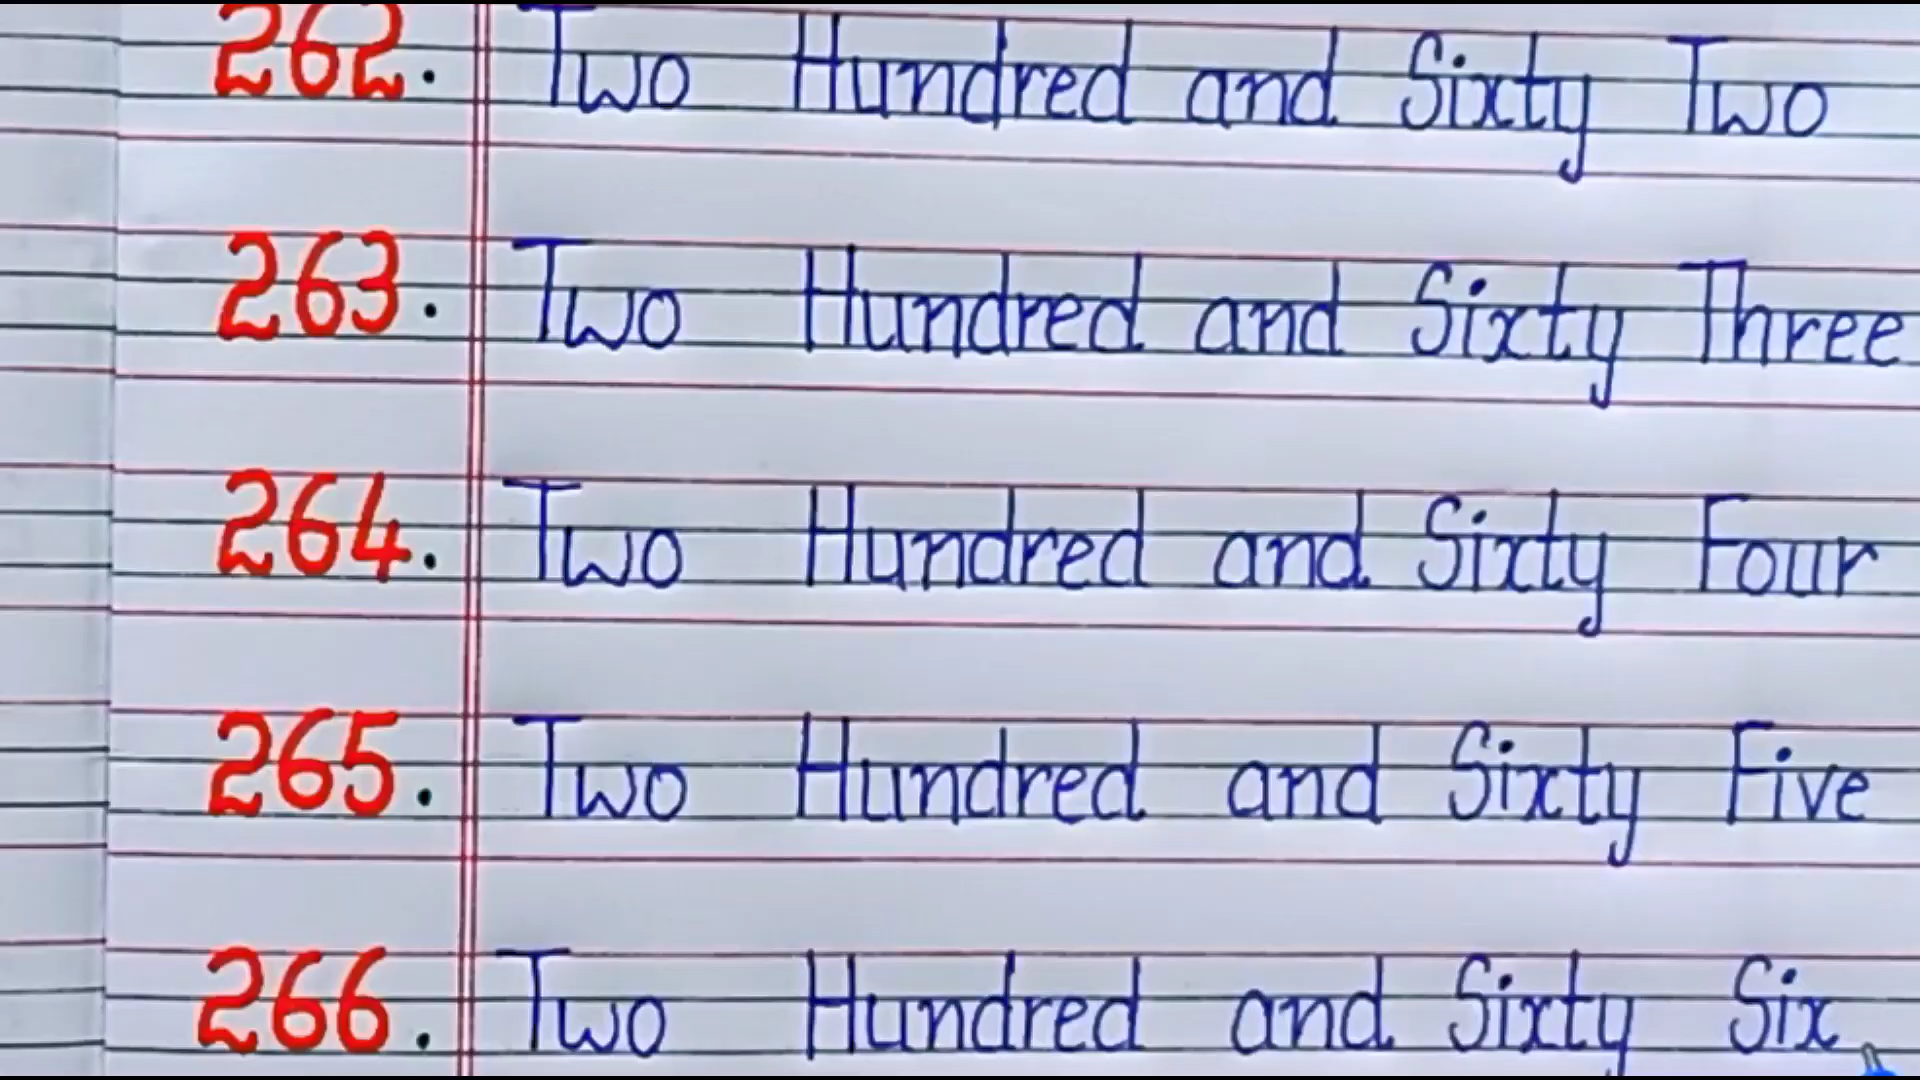 262. Two Hundred and Sixty Two
263. Two Hundred and Sixty Three
264. Two Hundred and Sixty Four
265. Two Hundred and Sixty Five
266. Two Hundred and Sixty Six